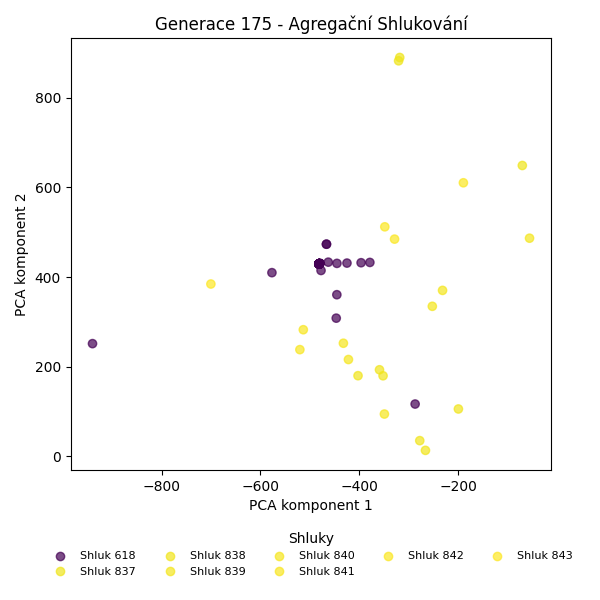 Generace 175 - Agregační Shlukování
PCA komponent 2
800
600
400
200
0
−800 −600 −400 −200
PCA komponent 1
Shluky
Shluk 618 Shluk 838 Shluk 840 Shluk 842 Shluk 843
Shluk 837 Shluk 839 Shluk 841